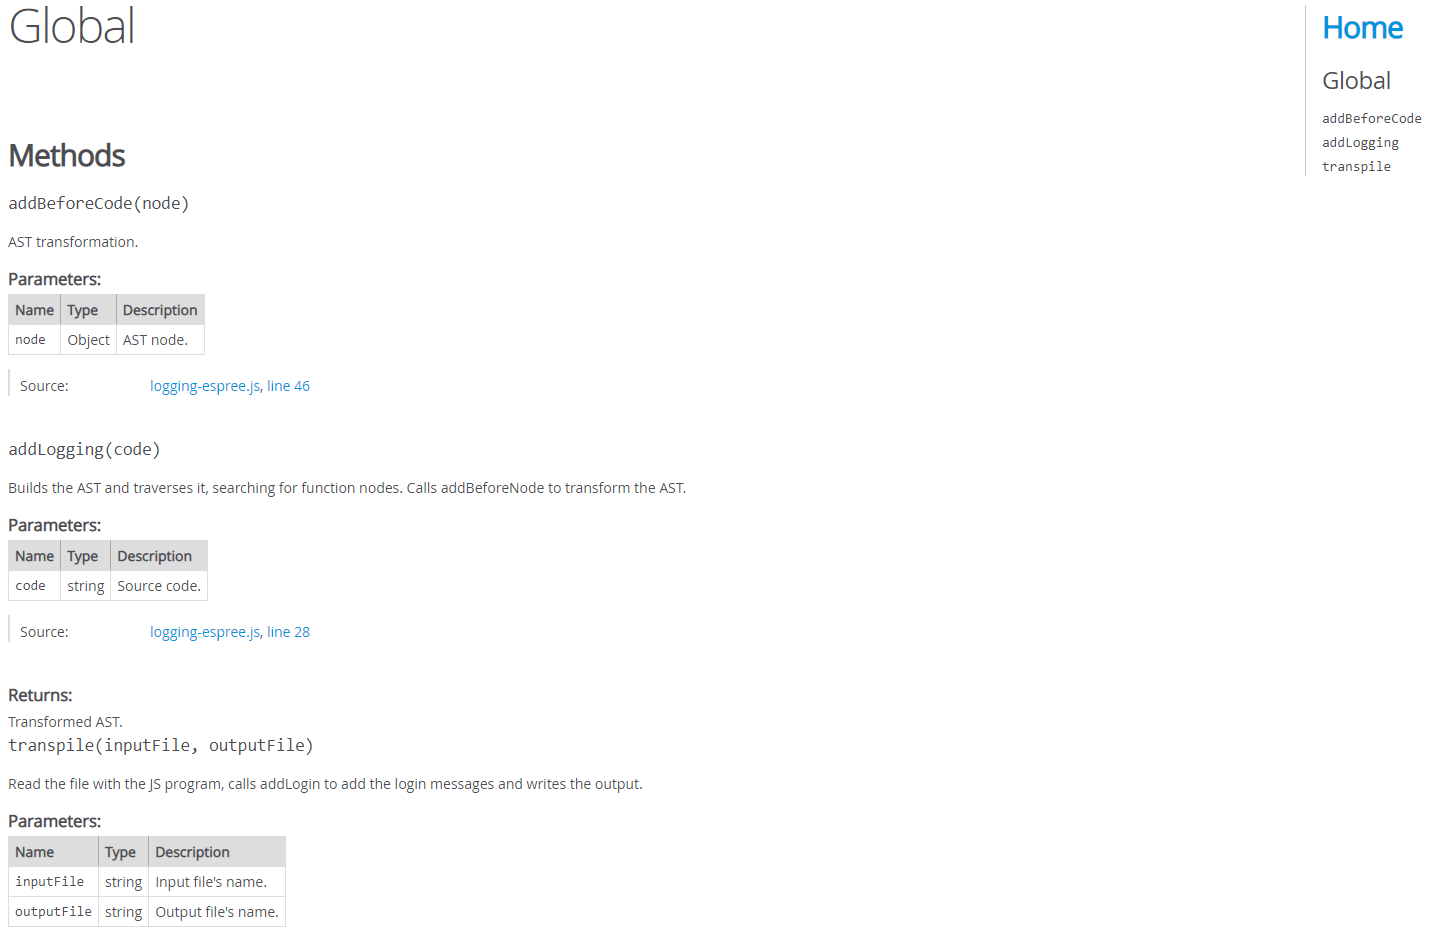 Global
Methods
addBeforeCode(node)
AST transformation.
Parameters:
Name Type Description
node Object AST node.
Source: logging-espree.js, line 46
addLogging(code)
Builds the AST and traverses it, searching for function nodes. Calls addBeforeNode to transform the AST.
Parameters:
Name Type Description
code string Source code.
Source: logging-espree.js, line 28
Returns:
Transformed AST.
transpile(inputFile, outputFile)
Read the file with the JS program, calls addLogin to add the login messages and writes the output.
Parameters:
Name Type Description
inputFile string Input file's name.
outputFile string Output file's name.
Home
Global
addBeforeCode
addLogging
transpile